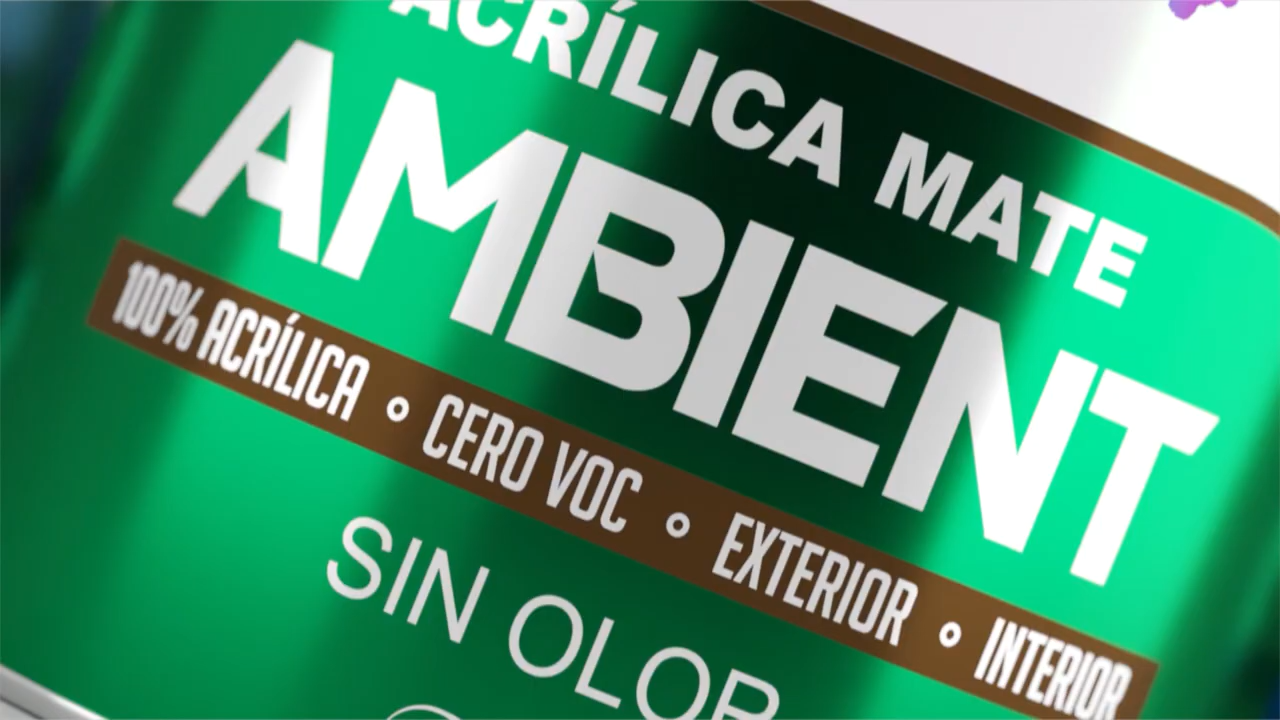 ACRÍLICA MATE
AMBIENT
100% ACRÍLICA ° CERO VOC ° EXTERIOR ° INTERIOR
SIN OLOR